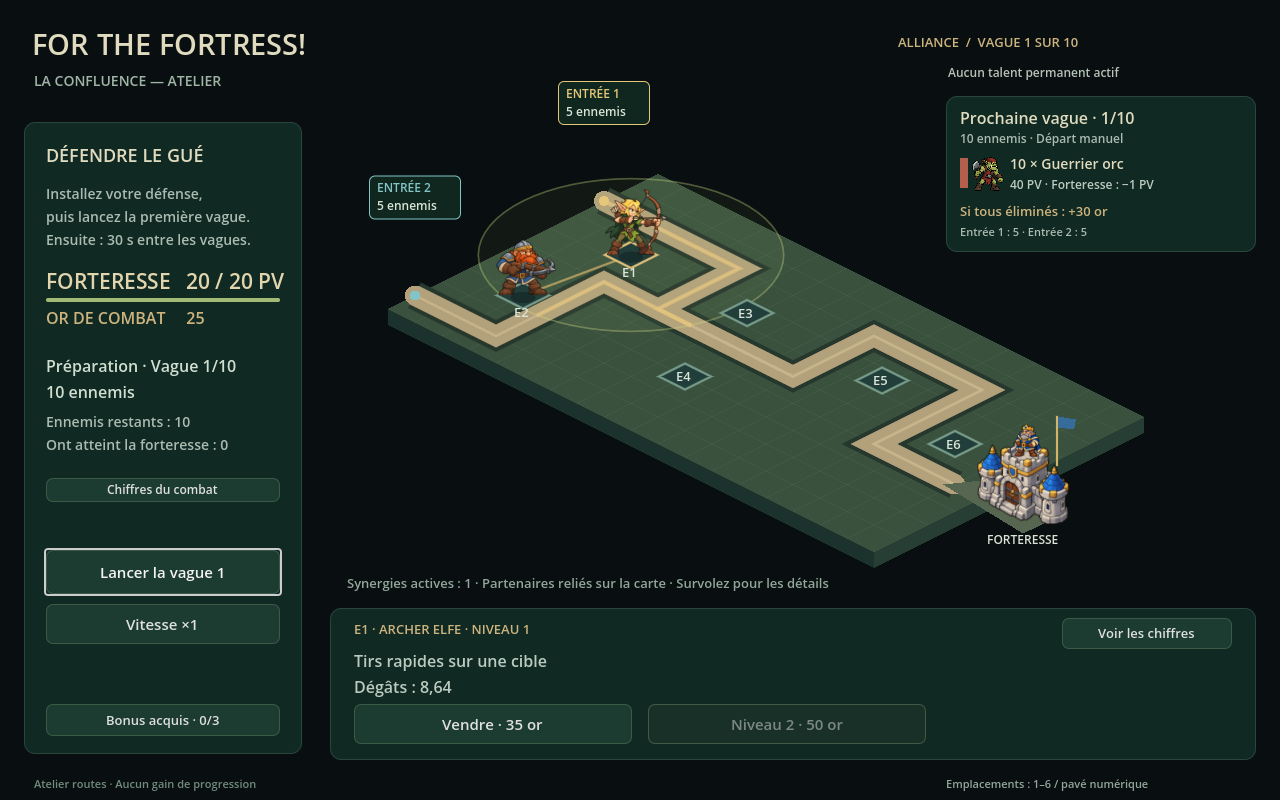 FOR THE FORTRESS!
LA CONFLUENCE — ATELIER
ALLIANCE / VAGUE 1 SUR 10
Aucun talent permanent actif
DÉFENDRE LE GUÉ
Installez votre défense,
puis lancez la première vague.
Ensuite : 30 s entre les vagues.
FORTERESSE 20 / 20 PV
OR DE COMBAT 25
Préparation · Vague 1/10
10 ennemis
Ennemis restants : 10
Ont atteint la forteresse : 0
Chiffres du combat
Lancer la vague 1
Vitesse ×1
Bonus acquis · 0/3
ENTRÉE 1
5 ennemis
ENTRÉE 2
5 ennemis
E1
E2
E3
E4
E5
E6
FORTERESSE
Prochaine vague · 1/10
10 ennemis · Départ manuel
10 × Guerrier orc
40 PV · Forteresse : −1 PV
Si tous éliminés : +30 or
Entrée 1 : 5 · Entrée 2 : 5
Synergies actives : 1 · Partenaires reliés sur la carte · Survolez pour les détails
E1 · ARCHER ELFE · NIVEAU 1
Voir les chiffres
Tirs rapides sur une cible
Dégâts : 8,64
Vendre · 35 or
Niveau 2 · 50 or
Atelier routes · Aucun gain de progression
Emplacements : 1–6 / pavé numérique